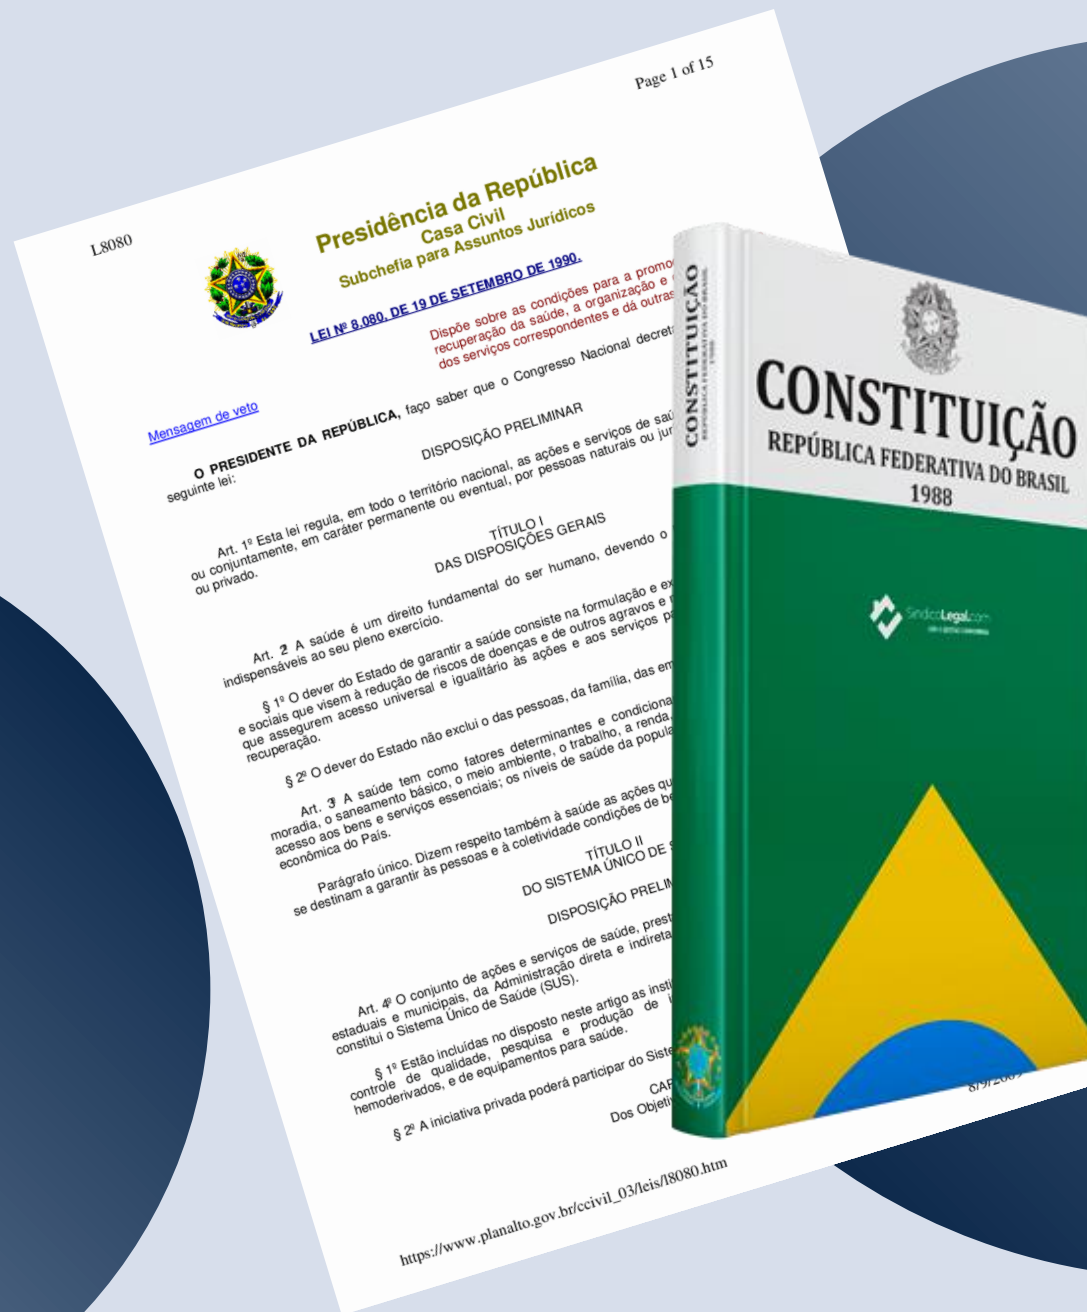 Page 1 of 15
L8080
Presidência da República
Casa Civil
Subchefia para Assuntos Jurídicos
LEI Nº 8.080, DE 19 DE SETEMBRO DE 1990.
Dispõe sobre as condições para a promo
recuperação da saúde, a organização e
dos serviços correspondentes e dá outras
Mensagem de veto
O PRESIDENTE DA REPÚBLICA, faço saber que o Congresso Nacional decret
seguinte lei:
DISPOSIÇÃO PRELIMINAR
Art. 1º Esta lei regula, em todo o território nacional, as ações e serviços de saú
ou conjuntamente, em caráter permanente ou eventual, por pessoas naturais ou jur
ou privado.
TÍTULO I
DAS DISPOSIÇÕES GERAIS
Art. 2º A saúde é um direito fundamental do ser humano, devendo o
indispensáveis ao seu pleno exercício.
§ 1º O dever do Estado de garantir a saúde consiste na formulação e ex
e sociais que visem à redução de riscos de doenças e de outros agravos e
que assegurem acesso universal e igualitário às ações e aos serviços pa
recuperação.
§ 2º O dever do Estado não exclui o das pessoas, da família, das em
Art. 3º A saúde tem como fatores determinantes e condiciona
moradia, o saneamento básico, o meio ambiente, o trabalho, a renda,
acesso aos bens e serviços essenciais; os níveis de saúde da popula
econômica do País.
Parágrafo único. Dizem respeito também à saúde as ações qu
se destinam a garantir às pessoas e à coletividade condições de be
TÍTULO II
DO SISTEMA ÚNICO DE
DISPOSIÇÃO PRELIM
Art. 4º O conjunto de ações e serviços de saúde, prest
estaduais e municipais, da Administração direta e indireta
constitui o Sistema Único de Saúde (SUS).
§ 1º Estão incluídas no disposto neste artigo as insti
controle de qualidade, pesquisa e produção de i
hemoderivados, e de equipamentos para saúde.
§ 2º A iniciativa privada poderá participar do Siste
CAP
Dos Objeti
https://www.planalto.gov.br/ccivil_03/leis/l8080.htm
CONSTITUIÇÃO
REPÚBLICA FEDERATIVA DO BRASIL
1988
CONSTITUIÇÃO
REPÚBLICA FEDERATIVA DO BRASIL
1988
SíndicoLegal.com